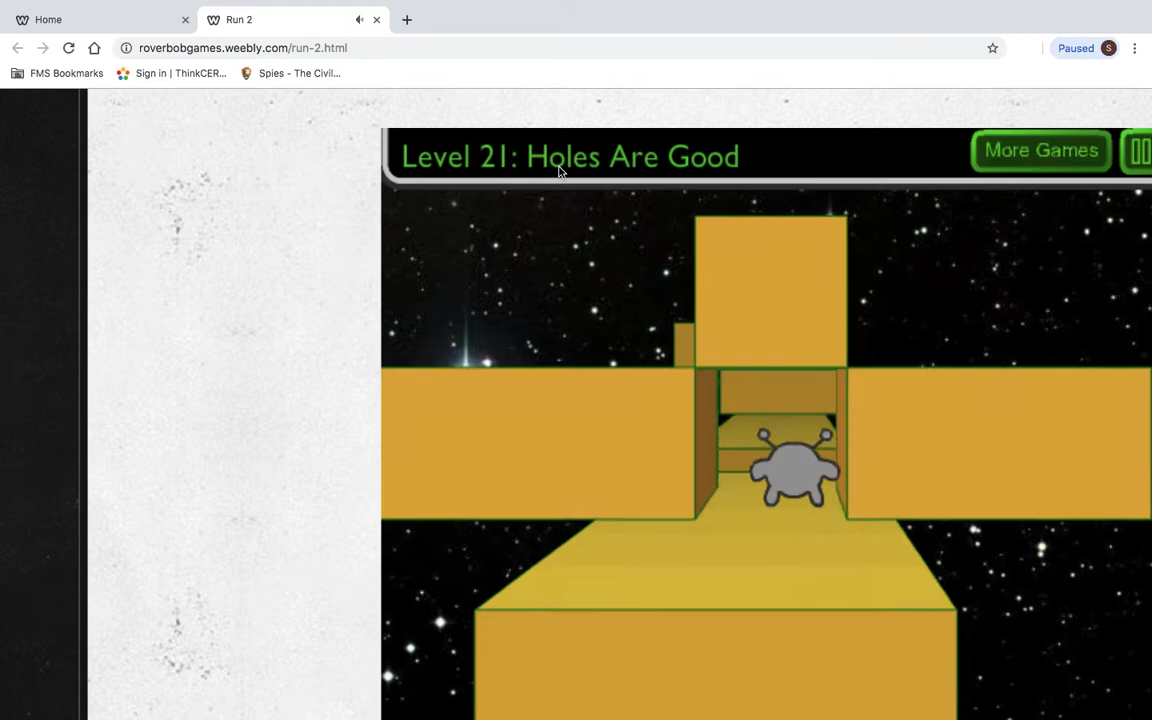 Home
Run 2
roverbobgames.weebly.com/run-2.html
Paused
S
FMS Bookmarks
Sign in | ThinkCER...
Spies - The Civil...
Level 21: Holes Are Good
More Games